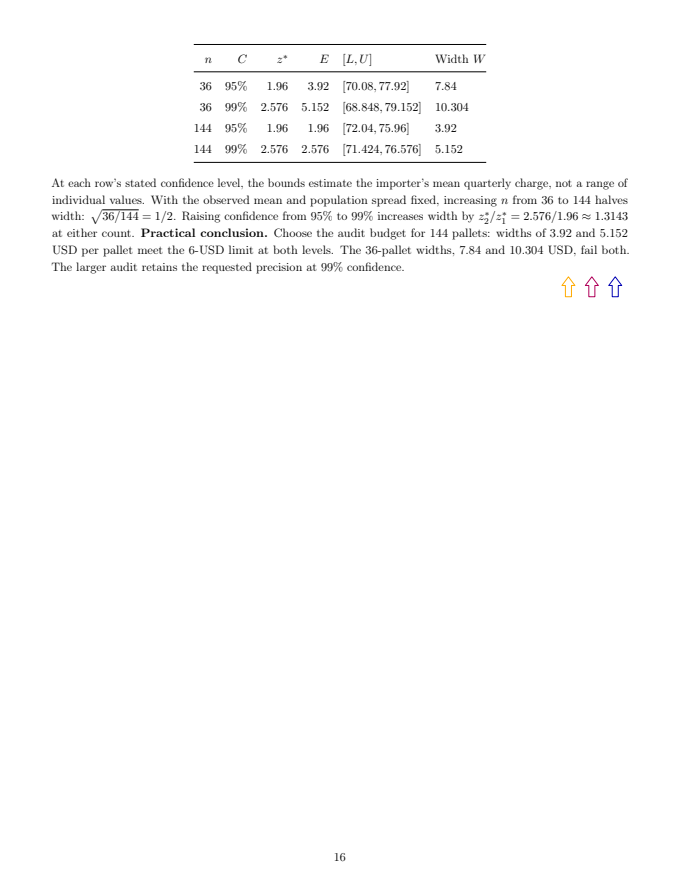 n C z* E [L, U] Width W
36 95% 1.96 3.92 [70.08, 77.92] 7.84
36 99% 2.576 5.152 [68.848, 79.152] 10.304
144 95% 1.96 1.96 [72.04, 75.96] 3.92
144 99% 2.576 2.576 [71.424, 76.576] 5.152
At each row's stated confidence level, the bounds estimate the importer's mean quarterly charge, not a range of
individual values. With the observed mean and population spread fixed, increasing n from 36 to 144 halves
width: √36/144 = 1/2. Raising confidence from 95% to 99% increases width by z₂*/z₁* = 2.576/1.96 ≈ 1.3143
at either count. Practical conclusion. Choose the audit budget for 144 pallets: widths of 3.92 and 5.152
USD per pallet meet the 6-USD limit at both levels. The 36-pallet widths, 7.84 and 10.304 USD, fail both.
The larger audit retains the requested precision at 99% confidence.
16